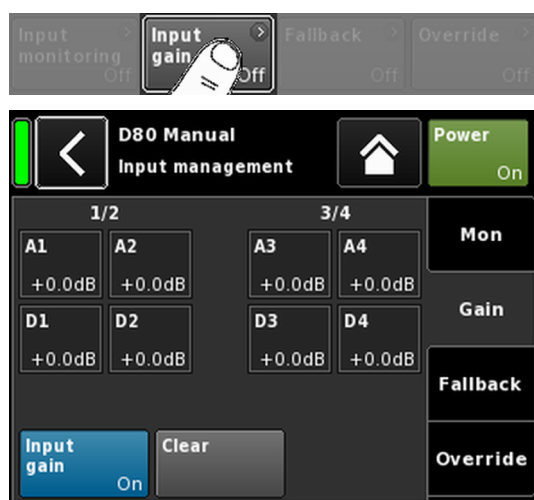 Input
monitoring
Off
Input
gain
Off
Fallback
Off
Override
Off
D80 Manual
Input management
Power
On
1/2
3/4
A1
+0.0dB
A2
+0.0dB
A3
+0.0dB
A4
+0.0dB
D1
+0.0dB
D2
+0.0dB
D3
+0.0dB
D4
+0.0dB
Mon
Gain
Fallback
Override
Input
gain
On
Clear